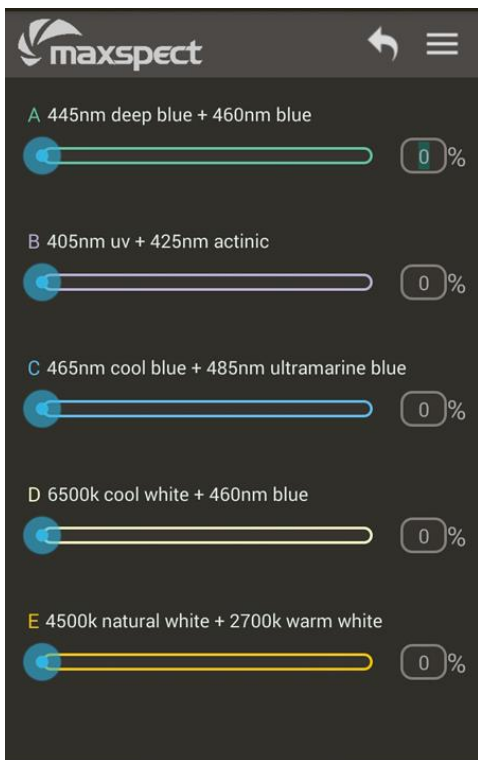 maxspect
A 445nm deep blue + 460nm blue
0 %
B 405nm uv + 425nm actinic
0 %
C 465nm cool blue + 485nm ultramarine blue
0 %
D 6500k cool white + 460nm blue
0 %
E 4500k natural white + 2700k warm white
0 %